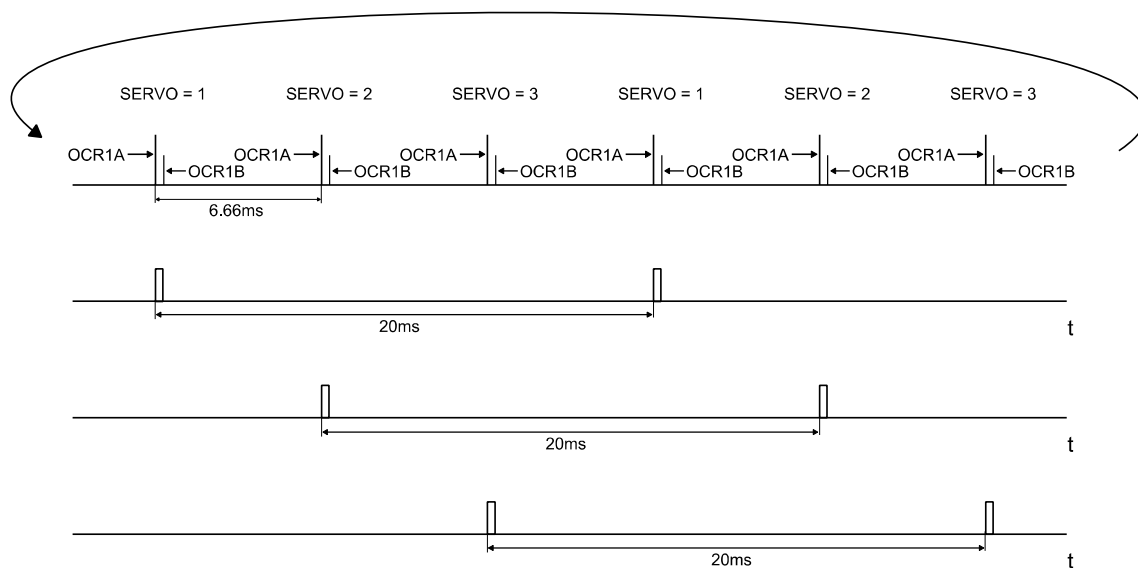 SERVO = 1 SERVO = 2 SERVO = 3 SERVO = 1 SERVO = 2 SERVO = 3
OCR1A OCR1A OCR1A OCR1A OCR1A OCR1A
OCR1B OCR1B OCR1B OCR1B OCR1B OCR1B
6.66ms
20ms
t
20ms
t
20ms
t